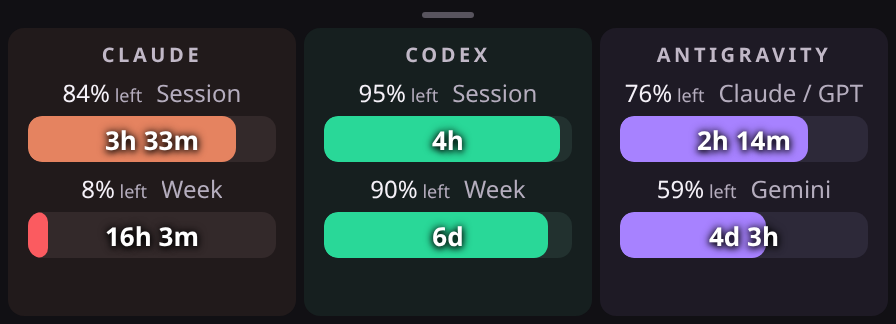 CLAUDE
84% left Session
3h 33m
8% left Week
16h 3m
CODEX
95% left Session
4h
90% left Week
6d
ANTIGRAVITY
76% left Claude / GPT
2h 14m
59% left Gemini
4d 3h